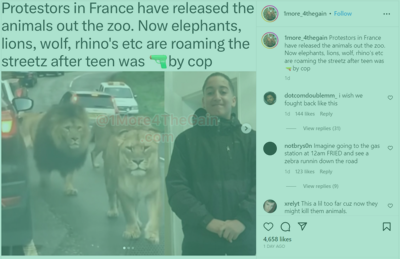 Protestors in France have released the
animals out the zoo. Now elephants,
lions, wolf, rhino's etc are roaming the
streetz after teen was 🔫 by cop
1more_4thegain • Follow
1more_4thegain Protestors in France
have released the animals out the zoo.
Now elephants, lions, wolf, rhino's etc
are roaming the streetz after teen was
🔫 by cop
1d
dotcomdoublemm_ i wish we
fought back like this
1d 144 likes Reply
View replies (20)
Imagine going to the gas
station at 12am FRIED and see a
zebra runnin down the road
1d 123 likes Reply
View replies (6)
xrelyt This a lil too far cuz now they
might kill them animals.
4,658 likes
1 DAY AGO